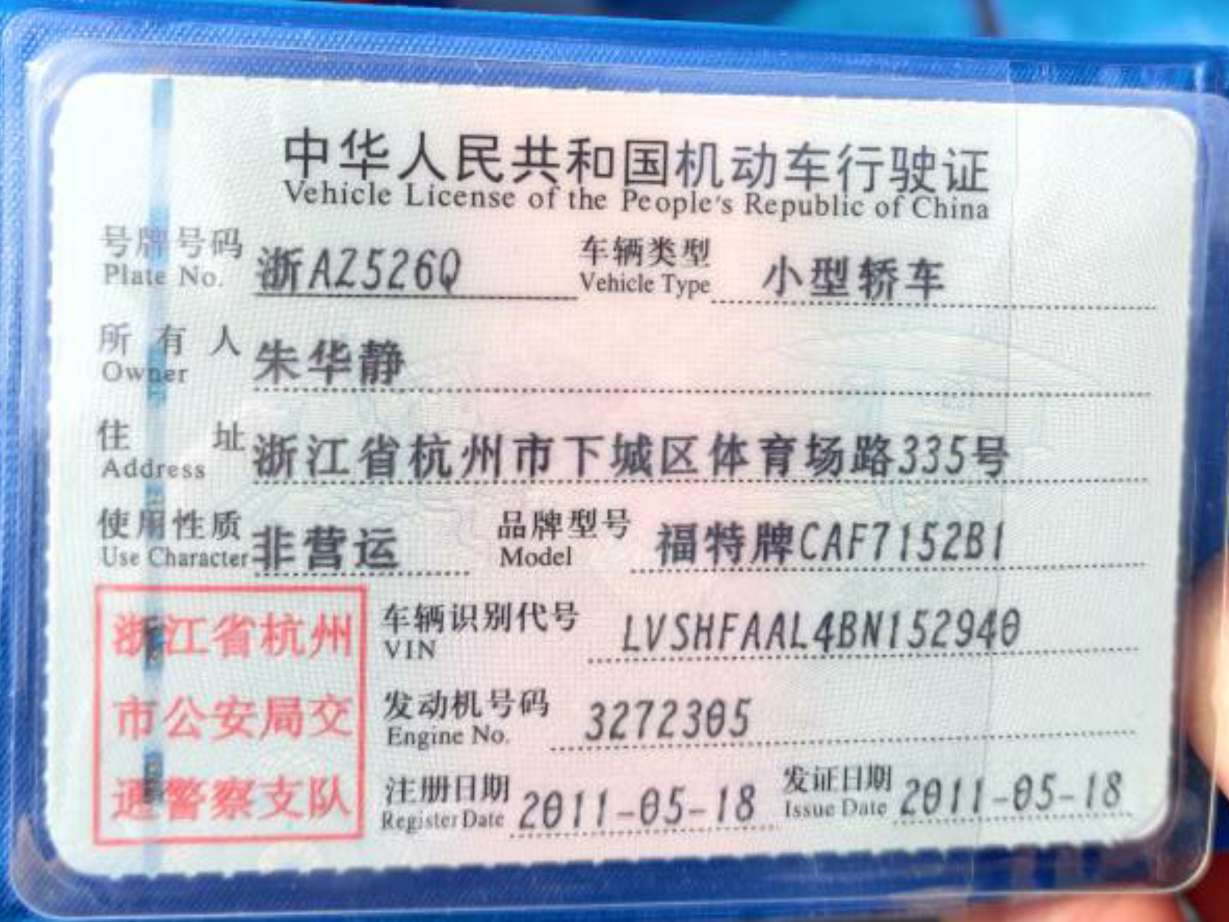 中华人民共和国机动车行驶证
Vehicle License of the People's Republic of China
号牌号码 浙AZ526Q 车辆类型 小型轿车
Plate No. Vehicle Type
所有人 朱华静
Owner
住址 浙江省杭州市下城区体育场路335号
Address
使用性质 非营运 品牌型号 福特牌CAF7152B1
Use Character Model
浙江省杭州
市公安局交
通警察支队
车辆识别代号 LVSHFAAL4BN152940
VIN
发动机号码 3272305
Engine No.
注册日期 2011-05-18 发证日期 2011-05-18
Register Date Issue Date